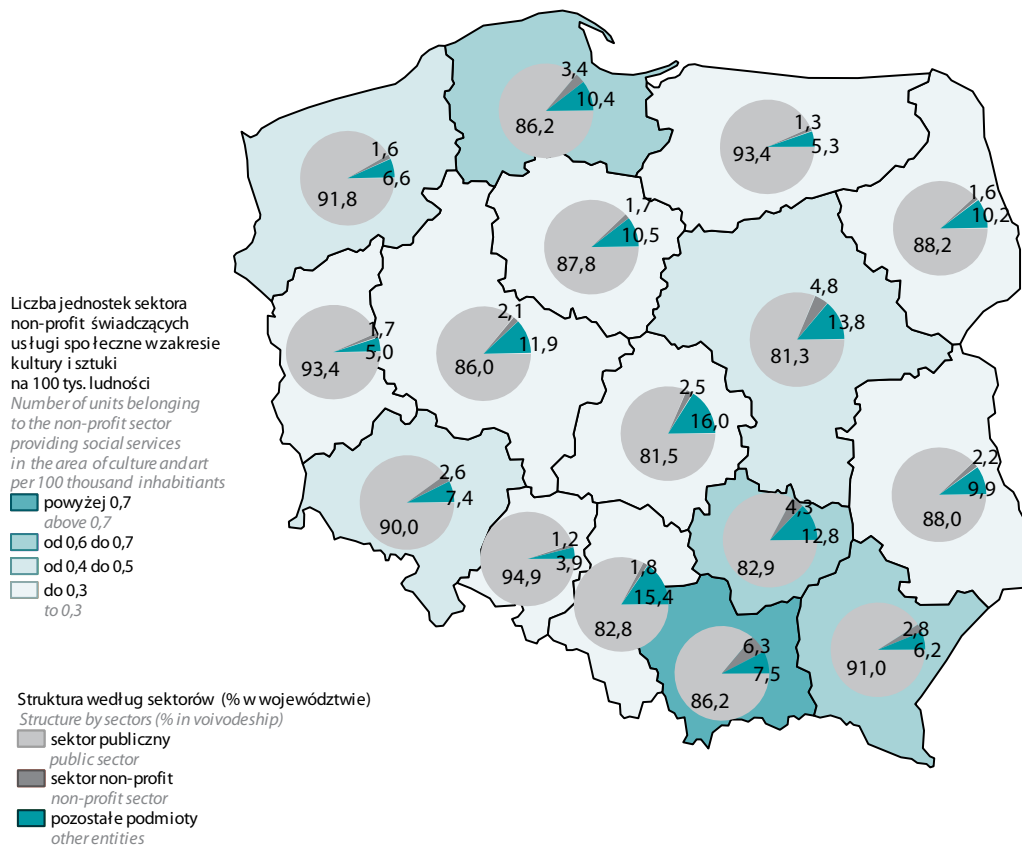 3,4
10,4
86,2
1,3
5,3
93,4
1,6
6,6
91,8
1,6
10,2
88,2
1,7
10,5
87,8
4,8
13,8
81,3
1,7
5,0
93,4
2,1
11,9
86,0
2,5
16,0
81,5
2,2
9,9
88,0
2,6
7,4
90,0
4,3
12,8
82,9
1,2
3,9
94,9
1,8
15,4
82,8
6,3
7,5
86,2
2,8
6,2
91,0
Liczba jednostek sektora
non-profit świadczących
usługi społeczne w zakresie
kultury i sztuki
na 100 tys. ludności
Number of units belonging
to the non-profit sector
providing social services
in the area of culture and art
per 100 thousand inhabitiants
powyżej 0,7
above 0,7
od 0,6 do 0,7
od 0,4 do 0,5
do 0,3
to 0,3
Struktura według sektorów (% w województwie)
Structure by sectors (% in voivodeship)
sektor publiczny
public sector
sektor non-profit
non-profit sector
pozostałe podmioty
other entities